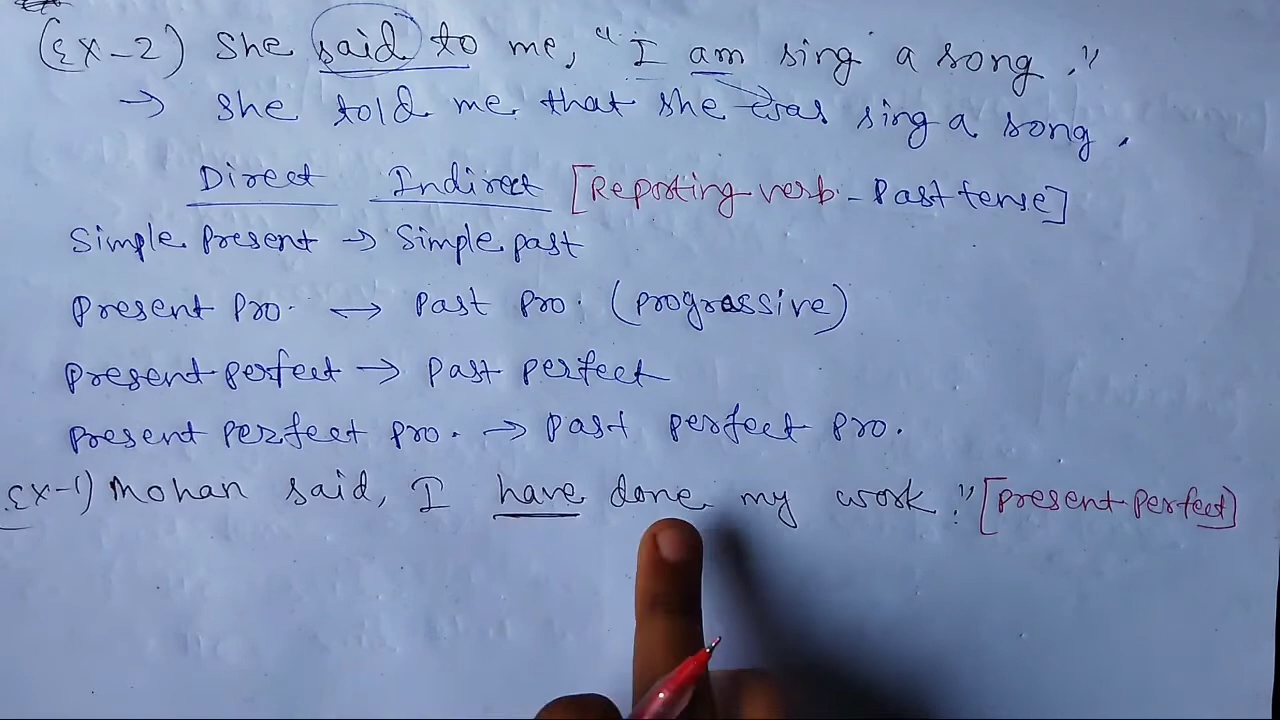 (Ex-2) She said to me, "I am sing a song."
→ She told me that she was sing a song.
Direct Indirect [Reporting verb - Past tense]
Simple Present → Simple past
Present Pro. ↔ Past Pro. (progressive)
Present perfect → Past perfect
Present Perfect Pro. → Past perfect Pro.
Ex-1) Mohan said, I have done my work." [Present Perfect]